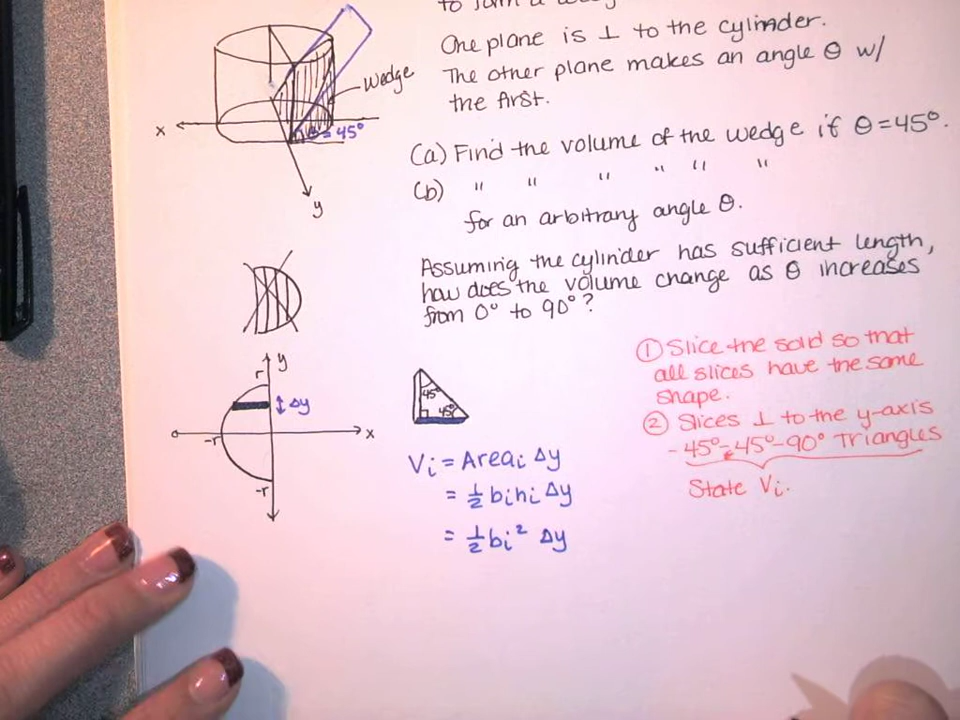 to form a
One plane is ⊥ to the cylinder.
The other plane makes an angle θ w/
the first.
wedge
x
θ = 45°
y
(a) Find the volume of the wedge if θ = 45°.
(b) " " " " " "
for an arbitrary angle θ.
Assuming the cylinder has sufficient length,
how does the volume change as θ increases
from 0° to 90°?
① Slice the solid so that
all slices have the same
shape.
② Slices ⊥ to the y-axis
- 45°-45°-90° Triangles
State Vi.
y
r
Δy
-r
x
-r
45°
45°
Vi = Areai Δy
= ½ bihi Δy
= ½ bi² Δy